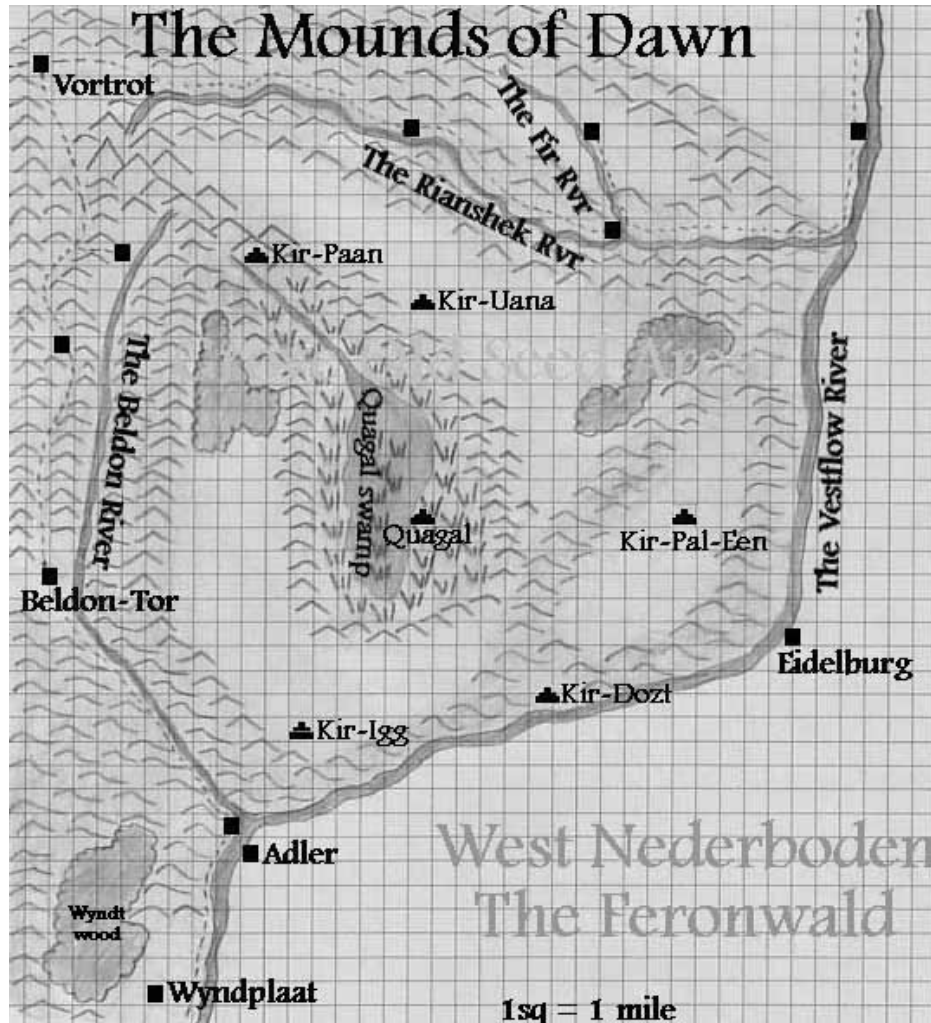 The Mounds of Dawn
Vortrot
The Fir Rvr
The Rianshek Rvr
Kir-Paan
Kir-Uana
The Beldon River
Quagal swamp
Quagal
Kir-Pal-Een
The Vestflow River
Beldon-Tor
Eidelburg
Kir-Dozt
Kir-Igg
Adler
West Nederboden
The Feronwald
Wyndt
wood
Wyndplaat
1sq = 1 mile